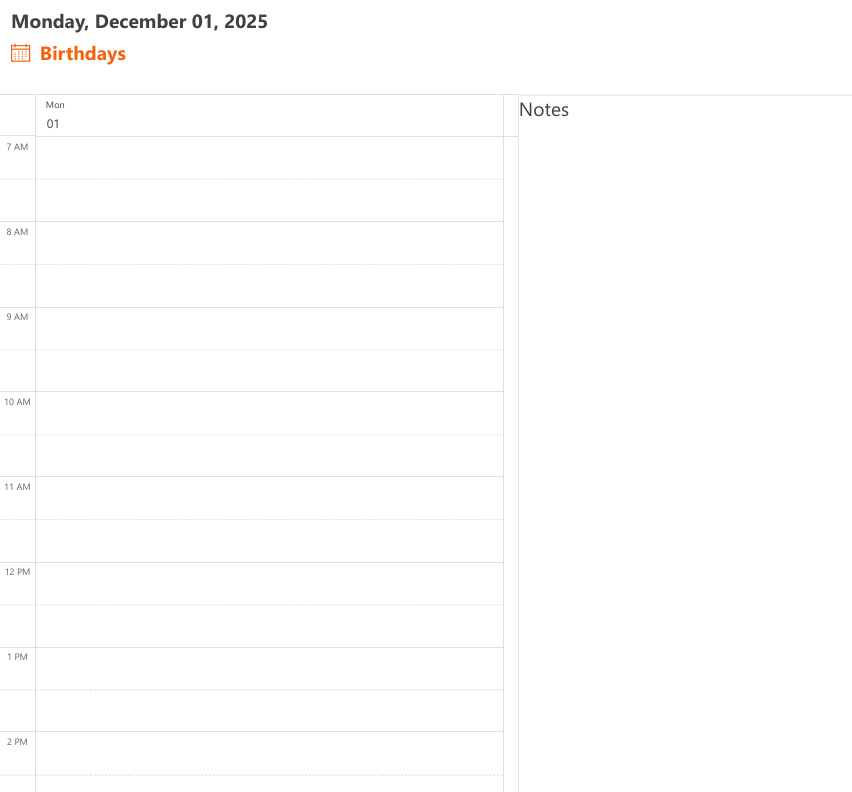 Monday, December 01, 2025
Birthdays
Mon
01
Notes
7 AM
8 AM
9 AM
10 AM
11 AM
12 PM
1 PM
2 PM